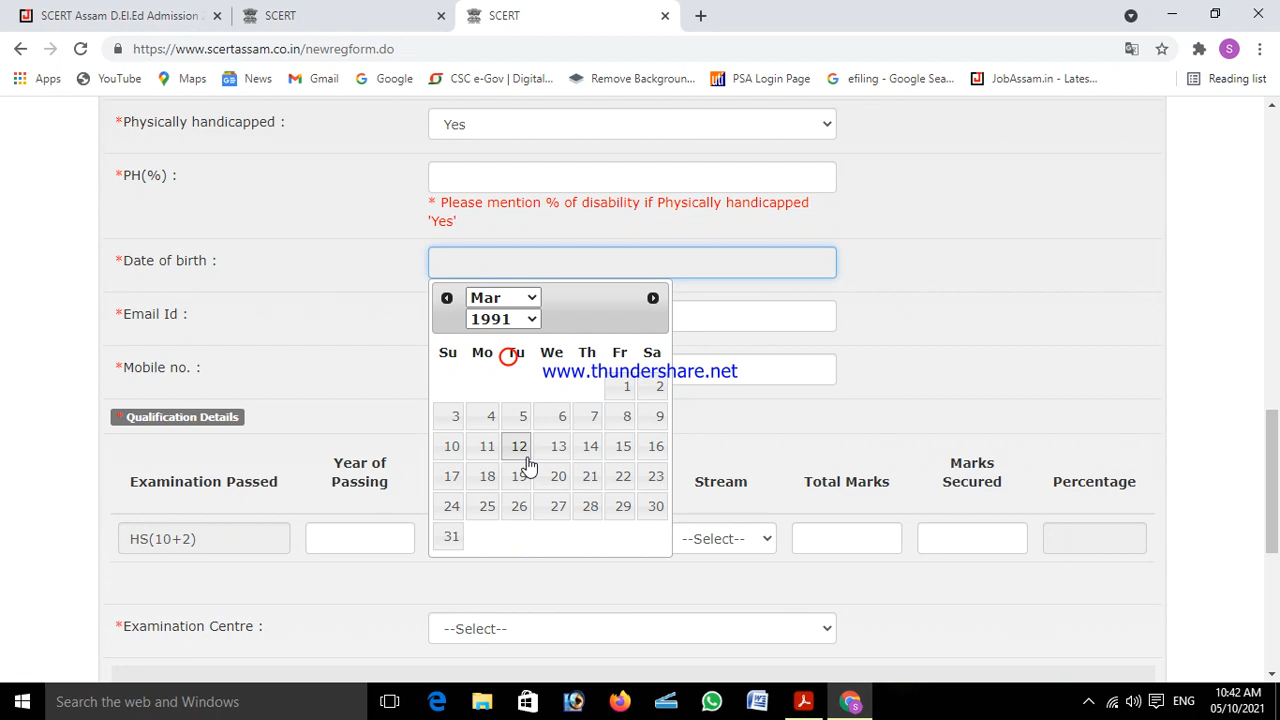 SCERT Assam D.El.Ed Admission 2
SCERT
SCERT
https://www.scertassam.co.in/newregform.do
S
Apps
YouTube
Maps
News
Gmail
Google
CSC e-Gov | Digital...
Remove Backgroun...
PSA Login Page
efiling - Google Sea...
JobAssam.in - Lates...
Reading list
*Physically handicapped :
Yes
*PH(%) :
* Please mention % of disability if Physically handicapped
'Yes'
*Date of birth :
Mar
1991
*Email Id :
*Mobile no. :
Su Mo Tu We Th Fr Sa
www.thundershare.net
1 2
3 4 5 6 7 8 9
10 11 12 13 14 15 16
17 18 19 20 21 22 23
24 25 26 27 28 29 30
31
* Qualification Details
Examination Passed
Year of
Passing
Stream
Total Marks
Marks
Secured
Percentage
HS(10+2)
--Select--
*Examination Centre :
--Select--
Search the web and Windows
ENG
10:42 AM
05/10/2021